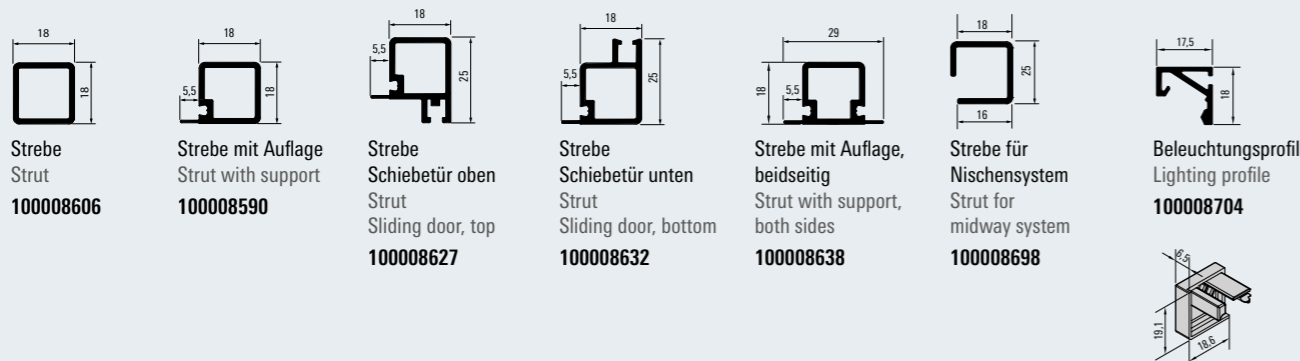 18
18
Strebe
Strut
100008606
18
5,5
18
Strebe mit Auflage
Strut with support
100008590
18
5,5
25
Strebe
Schiebetür oben
Strut
Sliding door, top
100008627
18
5,5
25
Strebe
Schiebetür unten
Strut
Sliding door, bottom
100008632
29
18
5,5
Strebe mit Auflage,
beidseitig
Strut with support,
both sides
100008638
18
25
16
Strebe für
Nischensystem
Strut for
midway system
100008698
17,5
18
Beleuchtungsprofil
Lighting profile
100008704
6,5
19,1
18,6